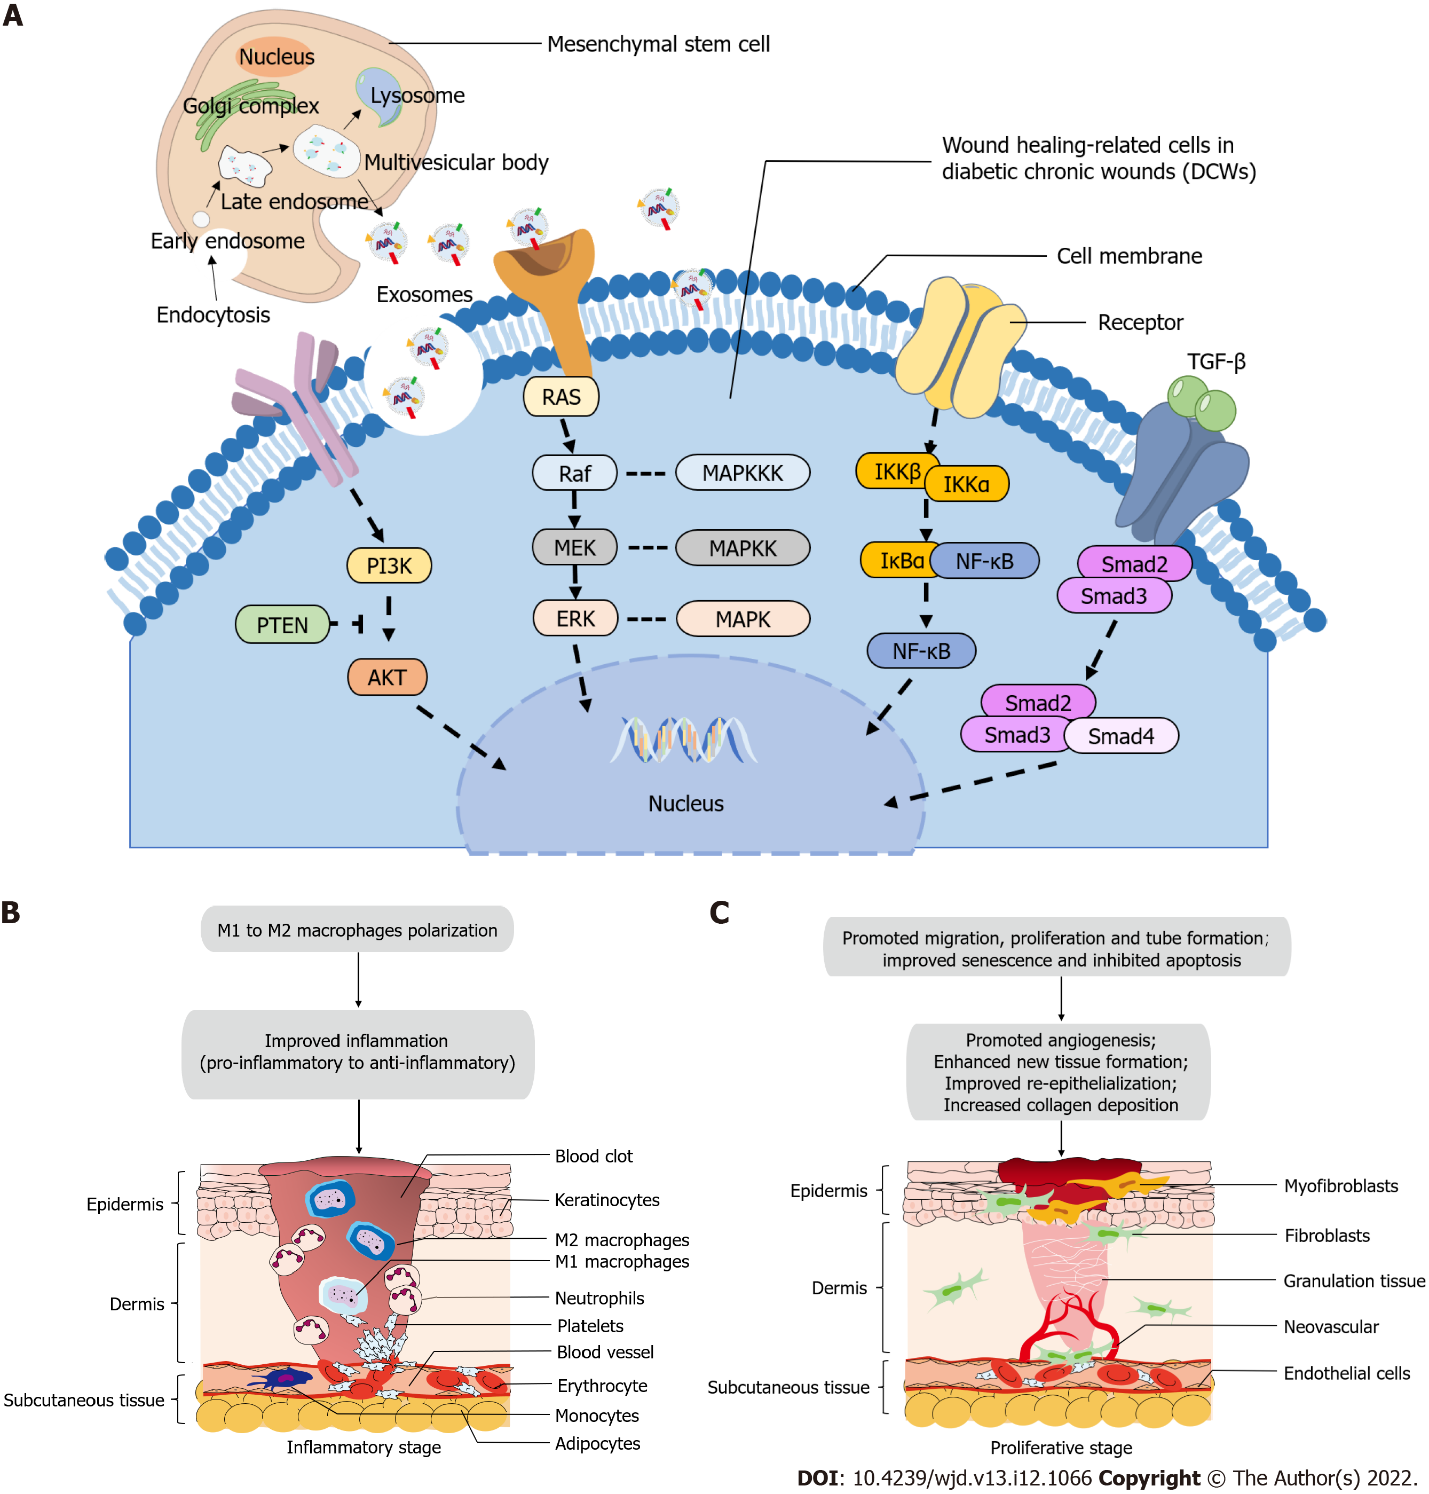 A
Mesenchymal stem cell
Nucleus
Lysosome
Golgi complex
Multivesicular body
Late endosome
Early endosome
Endocytosis
Exosomes
Wound healing-related cells in
diabetic chronic wounds (DCWs)
Cell membrane
Receptor
TGF-β
RAS
Raf
MAPKKK
IKKβ
IKKα
PI3K
MEK
MAPKK
IκBα
NF-κB
Smad2
Smad3
PTEN
ERK
MAPK
NF-κB
AKT
Smad2
Smad3
Smad4
Nucleus
B
M1 to M2 macrophages polarization
Improved inflammation
(pro-inflammatory to anti-inflammatory)
Epidermis
Dermis
Subcutaneous tissue
Blood clot
Keratinocytes
M2 macrophages
M1 macrophages
Neutrophils
Platelets
Blood vessel
Erythrocyte
Monocytes
Adipocytes
Inflammatory stage
C
Promoted migration, proliferation and tube formation;
improved senescence and inhibited apoptosis
Promoted angiogenesis;
Enhanced new tissue formation;
Improved re-epithelialization;
Increased collagen deposition
Epidermis
Dermis
Subcutaneous tissue
Myofibroblasts
Fibroblasts
Granulation tissue
Neovascular
Endothelial cells
Proliferative stage
DOI: 10.4239/wjd.v13.i12.1066 Copyright © The Author(s) 2022.